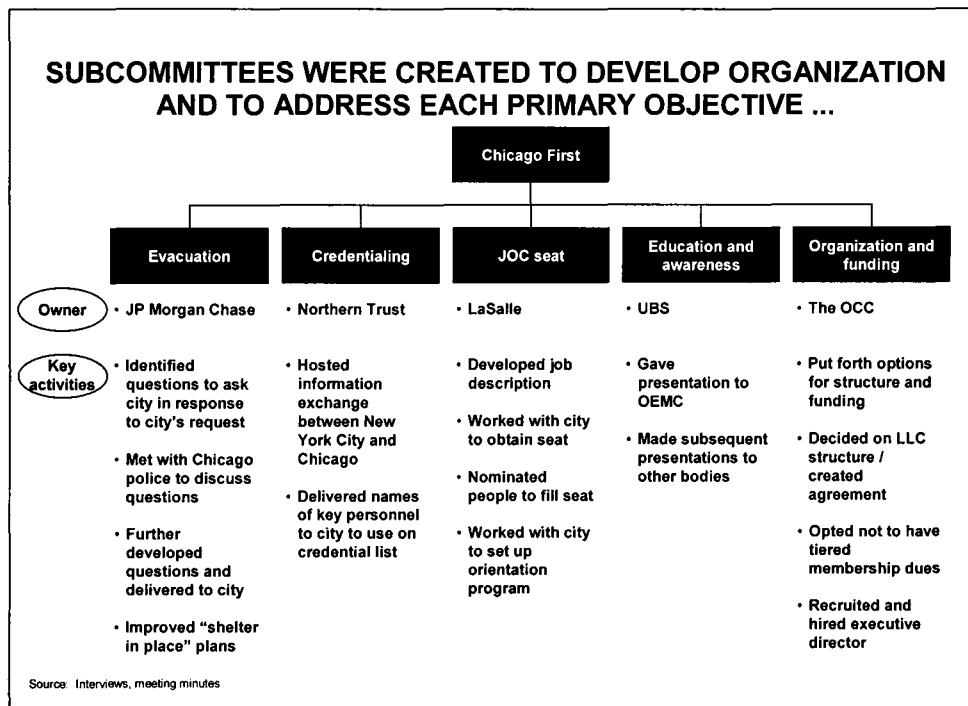 SUBCOMMITTEES WERE CREATED TO DEVELOP ORGANIZATION
AND TO ADDRESS EACH PRIMARY OBJECTIVE ...
Chicago First
Evacuation
Credentialing
JOC seat
Education and
awareness
Organization and
funding
Owner
• JP Morgan Chase
• Northern Trust
• LaSalle
• UBS
• The OCC
Key
activities
• Identified
questions to ask
city in response
to city's request
• Met with Chicago
police to discuss
questions
• Further
developed
questions and
delivered to city
• Improved “shelter
in place” plans
• Hosted
information
exchange
between New
York City and
Chicago
• Delivered names
of key personnel
to city to use on
credential list
• Developed job
description
• Worked with city
to obtain seat
• Nominated
people to fill seat
• Worked with city
to set up
orientation
program
• Gave
presentation to
OEMC
• Made subsequent
presentations to
other bodies
• Put forth options
for structure and
funding
• Decided on LLC
structure /
created
agreement
• Opted not to have
tiered
membership dues
• Recruited and
hired executive
director
Source: Interviews, meeting minutes